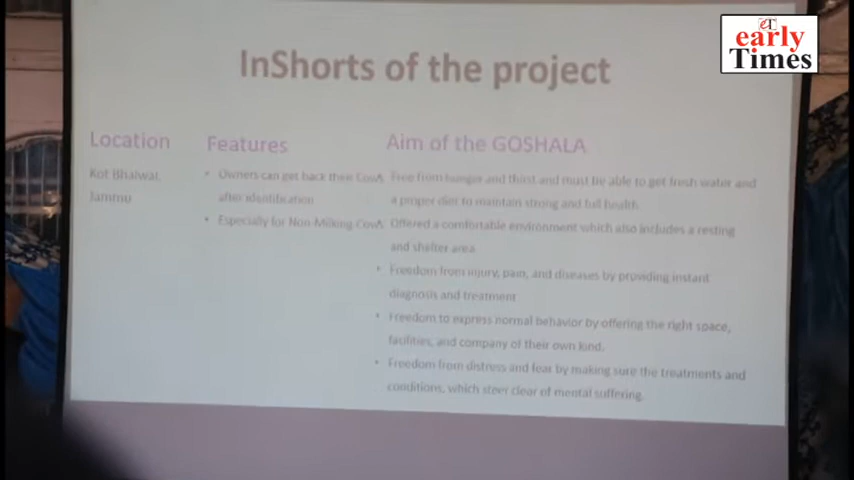 eT
early
Times
InShorts of the project
Location
Features
Aim of the GOSHALA
Kot Bhalwal,
Jammu
• Owners can get back their CowA
after identification
• Especially for Non-Milking CowA
Free from hunger and thirst and must be able to get fresh water and
a proper diet to maintain strong and full health
Offered a comfortable environment which also includes a resting
and shelter area
• Freedom from injury, pain, and diseases by providing instant
diagnosis and treatment
• Freedom to express normal behavior by offering the right space,
facilities, and company of their own kind.
• Freedom from distress and fear by making sure the treatments and
conditions, which steer clear of mental suffering.